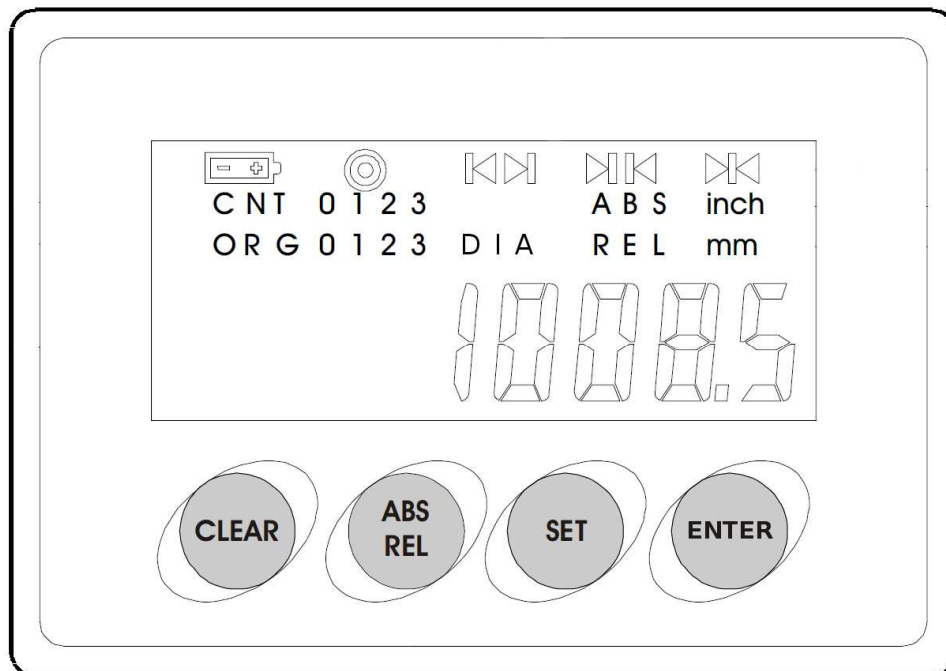 - +
CNT 0 1 2 3 ABS inch
ORG 0 1 2 3 DIA REL mm
1008.5
CLEAR ABS REL SET ENTER